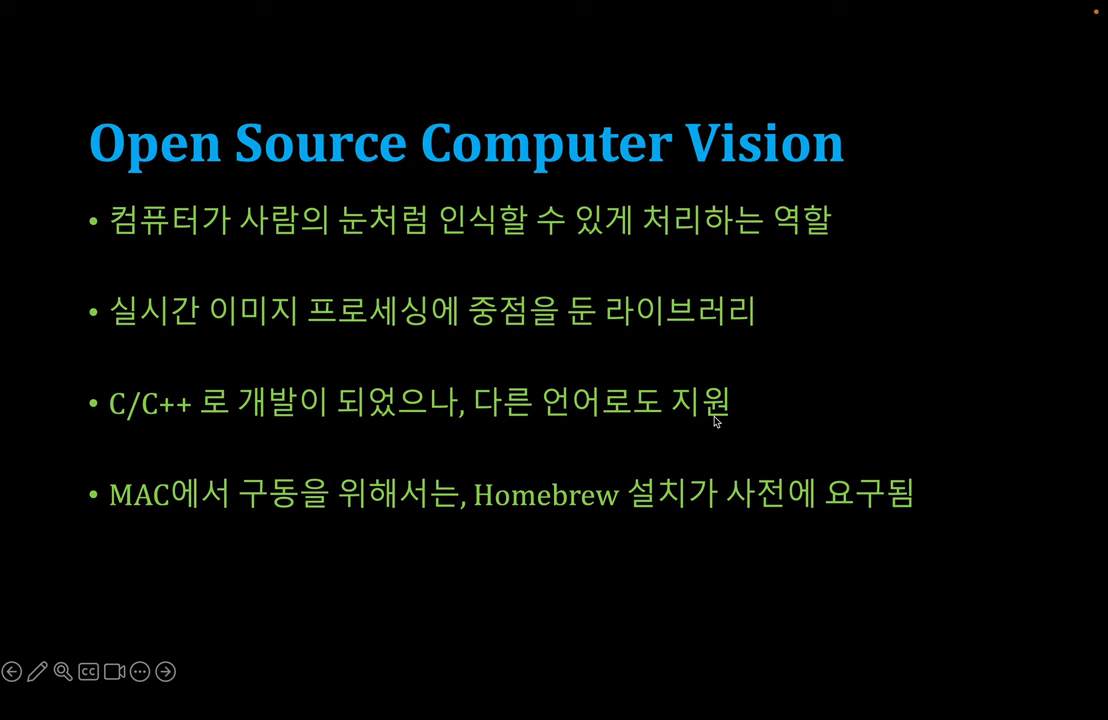 Open Source Computer Vision
• 컴퓨터가 사람의 눈처럼 인식할 수 있게 처리하는 역할
• 실시간 이미지 프로세싱에 중점을 둔 라이브러리
• C/C++ 로 개발이 되었으나, 다른 언어로도 지원
• MAC에서 구동을 위해서는, Homebrew 설치가 사전에 요구됨
CC